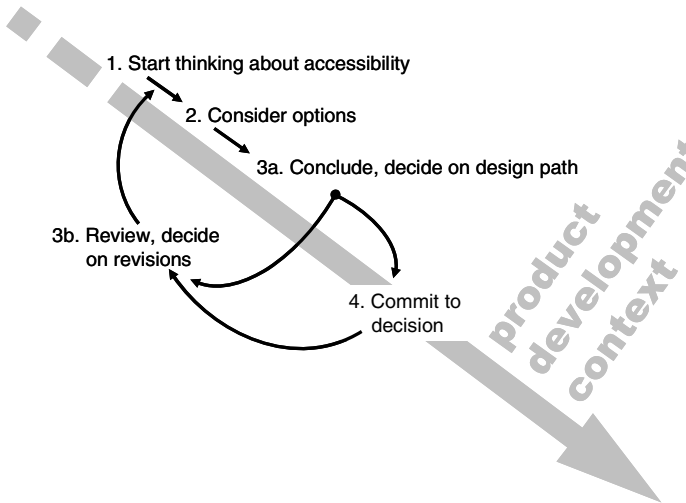 1. Start thinking about accessibility
2. Consider options
3a. Conclude, decide on design path
3b. Review, decide
on revisions
4. Commit to
decision
product
development
context